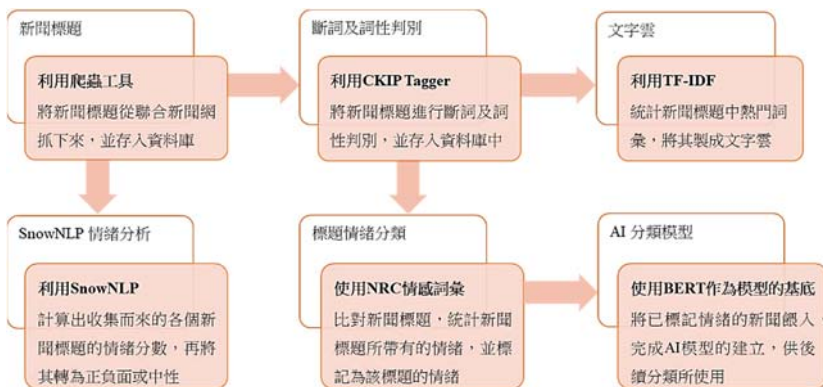 新聞標題
利用爬蟲工具
將新聞標題從聯合新聞網
抓下來，並存入資料庫
斷詞及詞性判別
利用CKIP Tagger
將新聞標題進行斷詞及詞
性判別，並存入資料庫中
文字雲
利用TF-IDF
統計新聞標題中熱門詞
彙，將其製成文字雲
SnowNLP 情緒分析
利用SnowNLP
計算出收集而來的各個新
聞標題的情緒分數，再將
其轉為正負面或中性
標題情緒分類
使用NRC情感詞彙
比對新聞標題，統計新聞
標題所帶有的情緒，並標
記為該標題的情緒
AI 分類模型
使用BERT作為模型的基底
將已標記情緒的新聞餵入，
完成AI模型的建立，供後
續分類所使用